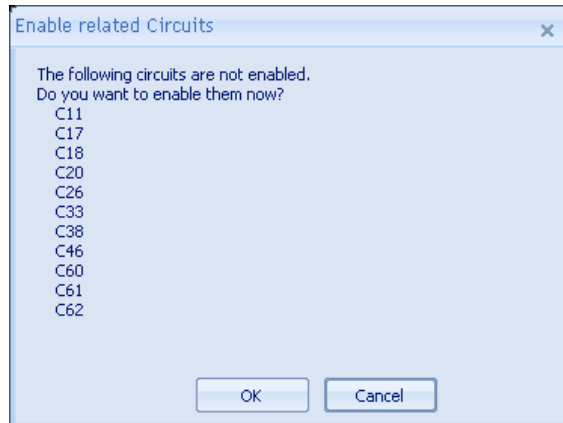 Enable related Circuits
The following circuits are not enabled.
Do you want to enable them now?
C11
C17
C18
C20
C26
C33
C38
C46
C60
C61
C62
OK
Cancel